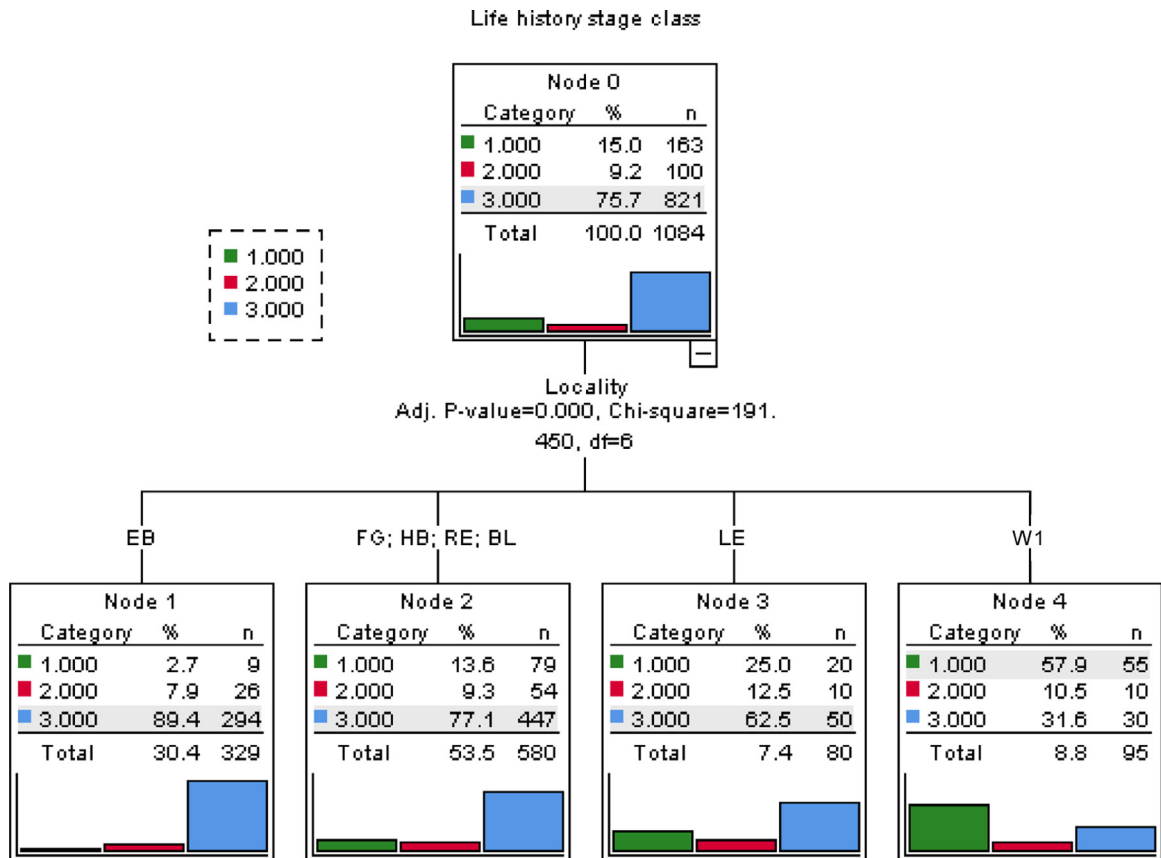 Life history stage class
Node 0
Category % n
1.000 15.0 163
2.000 9.2 100
3.000 75.7 821
Total 100.0 1084
1.000
2.000
3.000
Locality
Adj. P-value=0.000, Chi-square=191.
450, df=6
EB
FG; HB; RE; BL
LE
W1
Node 1
Category % n
1.000 2.7 9
2.000 7.9 26
3.000 89.4 294
Total 30.4 329
Node 2
Category % n
1.000 13.6 79
2.000 9.3 54
3.000 77.1 447
Total 53.5 580
Node 3
Category % n
1.000 25.0 20
2.000 12.5 10
3.000 62.5 50
Total 7.4 80
Node 4
Category % n
1.000 57.9 55
2.000 10.5 10
3.000 31.6 30
Total 8.8 95